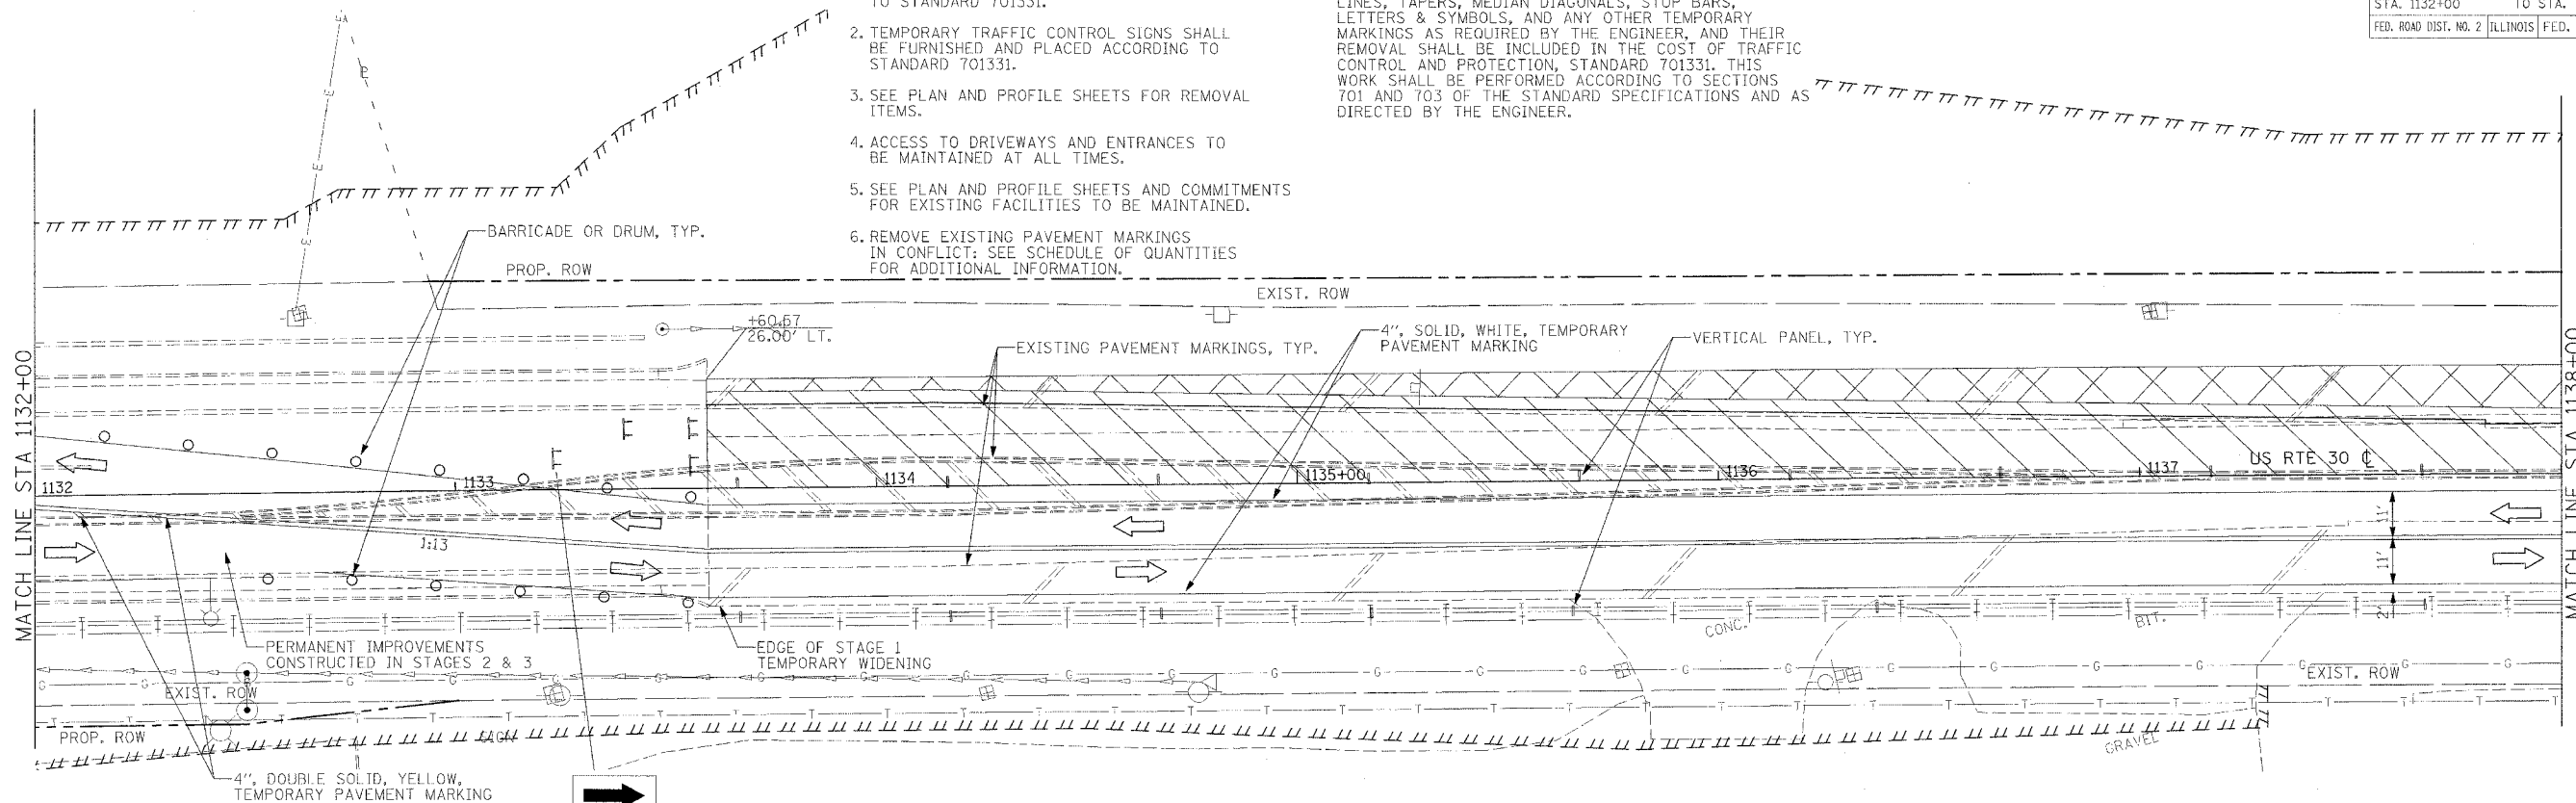 TO STANDARD 701331.
2. TEMPORARY TRAFFIC CONTROL SIGNS SHALL
BE FURNISHED AND PLACED ACCORDING TO
STANDARD 701331.
3. SEE PLAN AND PROFILE SHEETS FOR REMOVAL
ITEMS.
4. ACCESS TO DRIVEWAYS AND ENTRANCES TO
BE MAINTAINED AT ALL TIMES.
5. SEE PLAN AND PROFILE SHEETS AND COMMITMENTS
FOR EXISTING FACILITIES TO BE MAINTAINED.
6. REMOVE EXISTING PAVEMENT MARKINGS
IN CONFLICT: SEE SCHEDULE OF QUANTITIES
FOR ADDITIONAL INFORMATION.
LINES, TAPERS, MEDIAN DIAGONALS, STOP BARS,
LETTERS & SYMBOLS, AND ANY OTHER TEMPORARY
MARKINGS AS REQUIRED BY THE ENGINEER, AND THEIR
REMOVAL SHALL BE INCLUDED IN THE COST OF TRAFFIC
CONTROL AND PROTECTION, STANDARD 701331. THIS
WORK SHALL BE PERFORMED ACCORDING TO SECTIONS
701 AND 703 OF THE STANDARD SPECIFICATIONS AND AS
DIRECTED BY THE ENGINEER.
STA. 1132+00 TO STA.
FED. ROAD DIST. NO. 2 ILLINOIS FED.
BARRICADE OR DRUM, TYP.
PROP. ROW
EXIST. ROW
+60.57
26.00' LT.
EXISTING PAVEMENT MARKINGS, TYP.
4", SOLID, WHITE, TEMPORARY
PAVEMENT MARKING
VERTICAL PANEL, TYP.
MATCH LINE STA 1132+00
MATCH LINE STA 1138+00
1132
1133
1134
1135+00
1136
1137
US RTE 30 ℄
1:13
11'
11'
2'
PERMANENT IMPROVEMENTS
CONSTRUCTED IN STAGES 2 & 3
EDGE OF STAGE 1
TEMPORARY WIDENING
CONC.
BIT.
EXIST. ROW
EXIST. ROW
PROP. ROW
GRAVEL
4", DOUBLE SOLID, YELLOW,
TEMPORARY PAVEMENT MARKING